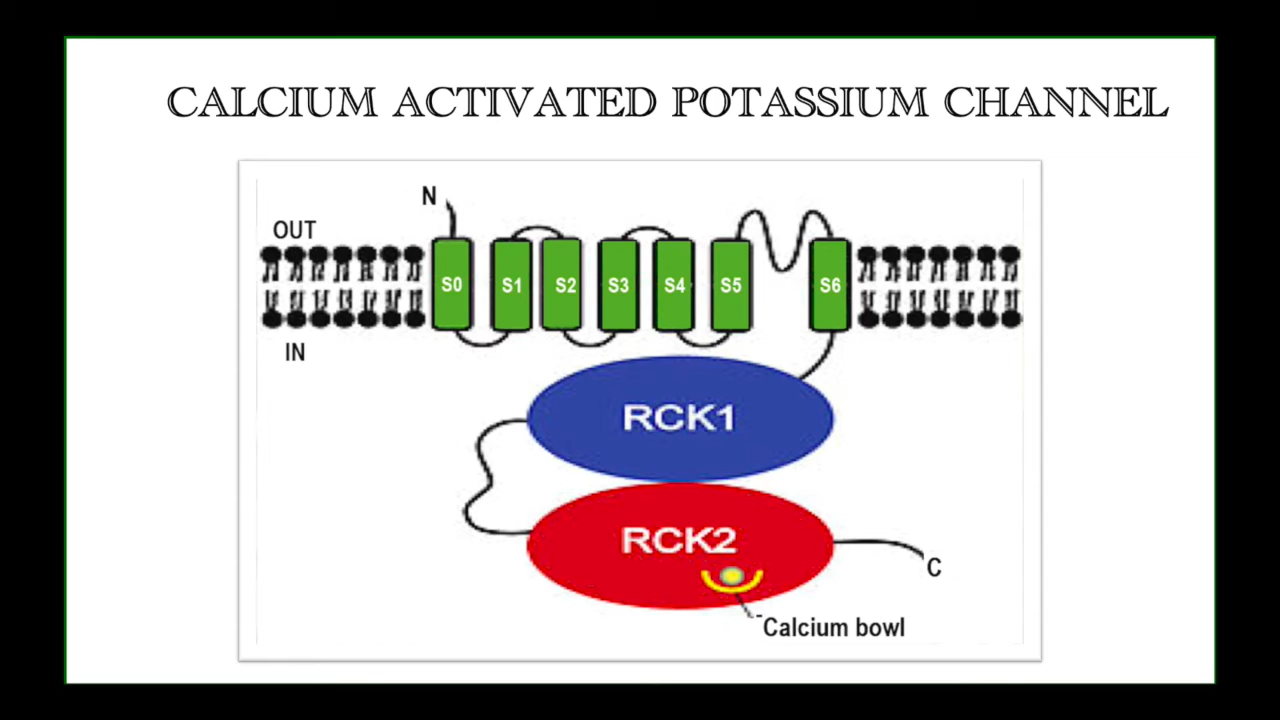 CALCIUM ACTIVATED POTASSIUM CHANNEL
N
OUT
S0 S1 S2 S3 S4 S5 S6
IN
RCK1
RCK2
C
Calcium bowl